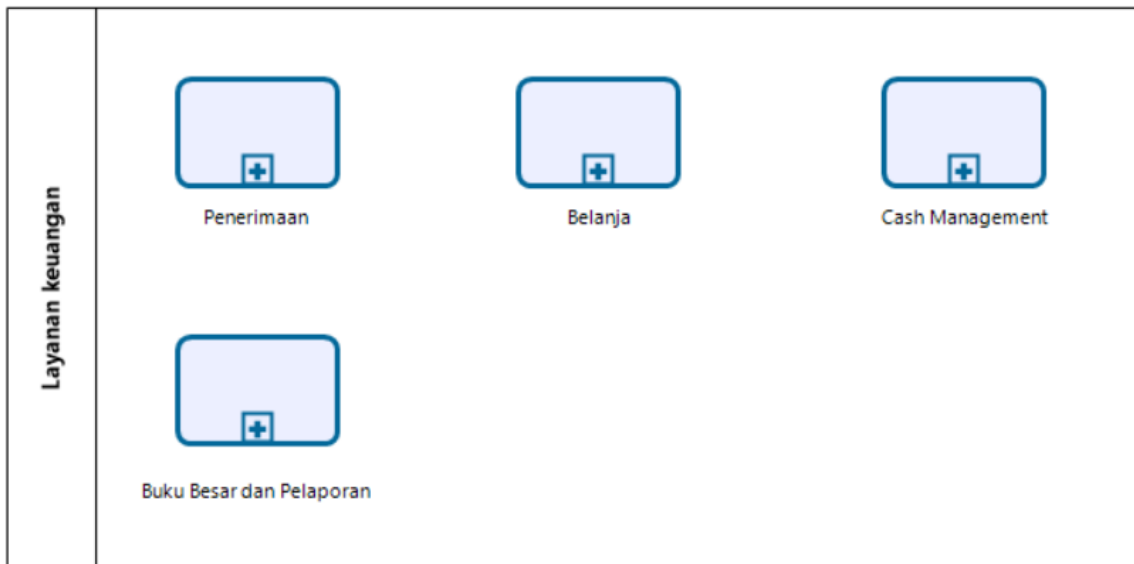 Layanan keuangan
Penerimaan
Belanja
Cash Management
Buku Besar dan Pelaporan